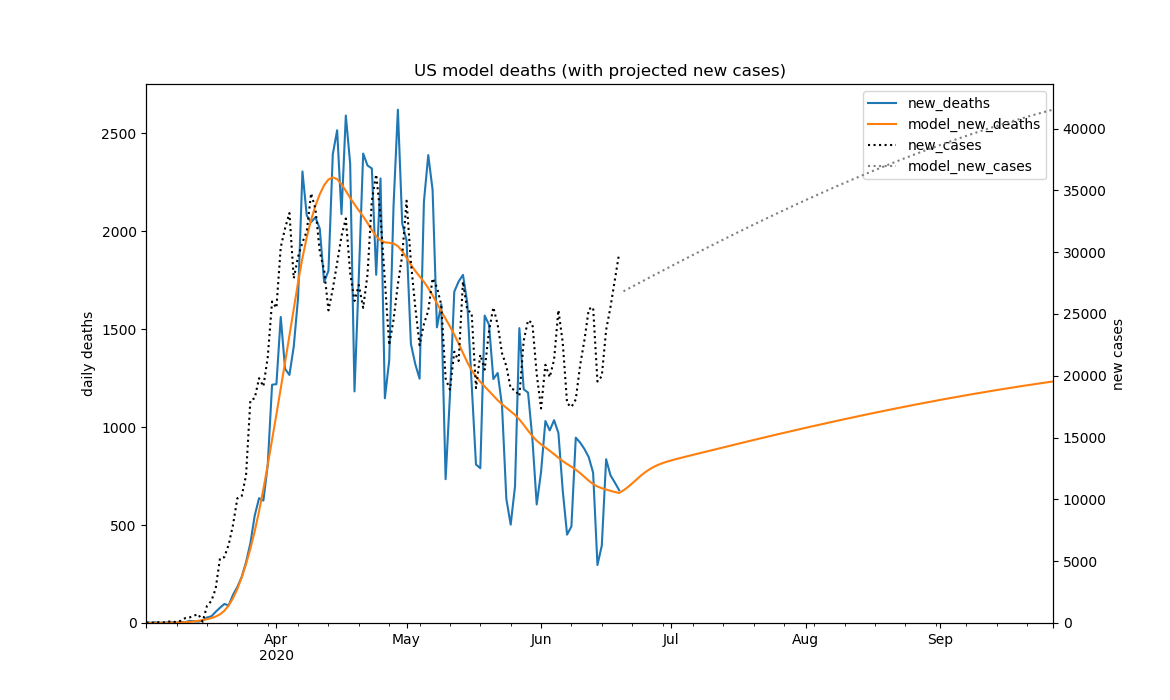 US model deaths (with projected new cases)
new_deaths
model_new_deaths
new_cases
model_new_cases
daily deaths
2500
2000
1500
1000
500
0
new cases
40000
35000
30000
25000
20000
15000
10000
5000
0
Apr
2020
May
Jun
Jul
Aug
Sep